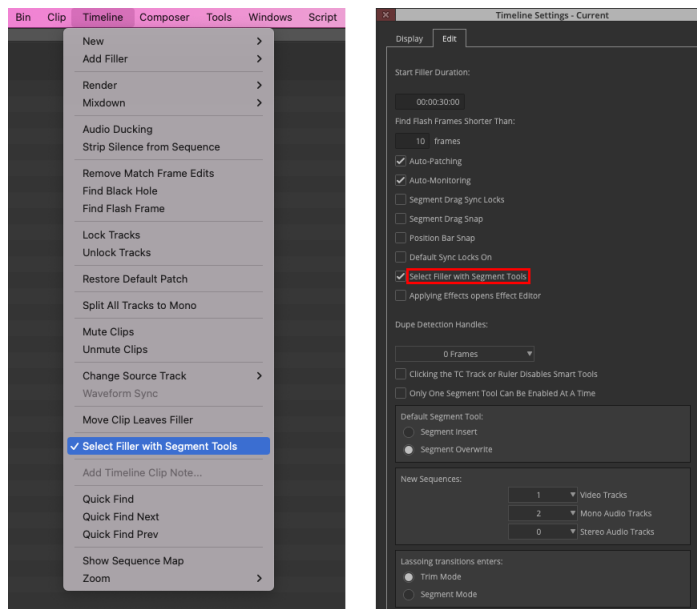 Bin Clip Timeline Composer Tools Windows Script
New
Add Filler
Render
Mixdown
Audio Ducking
Strip Silence from Sequence
Remove Match Frame Edits
Find Black Hole
Find Flash Frame
Lock Tracks
Unlock Tracks
Restore Default Patch
Split All Tracks to Mono
Mute Clips
Unmute Clips
Change Source Track
Waveform Sync
Move Clip Leaves Filler
Select Filler with Segment Tools
Add Timeline Clip Note...
Quick Find
Quick Find Next
Quick Find Prev
Show Sequence Map
Zoom
Timeline Settings - Current
Display Edit
Start Filler Duration:
00:00:30:00
Find Flash Frames Shorter Than:
10 frames
Auto-Patching
Auto-Monitoring
Segment Drag Sync Locks
Segment Drag Snap
Position Bar Snap
Default Sync Locks On
Select Filler with Segment Tools
Applying Effects opens Effect Editor
Dupe Detection Handles:
0 Frames
Clicking the TC Track or Ruler Disables Smart Tools
Only One Segment Tool Can Be Enabled At A Time
Default Segment Tool:
Segment Insert
Segment Overwrite
New Sequences:
1 Video Tracks
2 Mono Audio Tracks
0 Stereo Audio Tracks
Lassoing transitions enters:
Trim Mode
Segment Mode